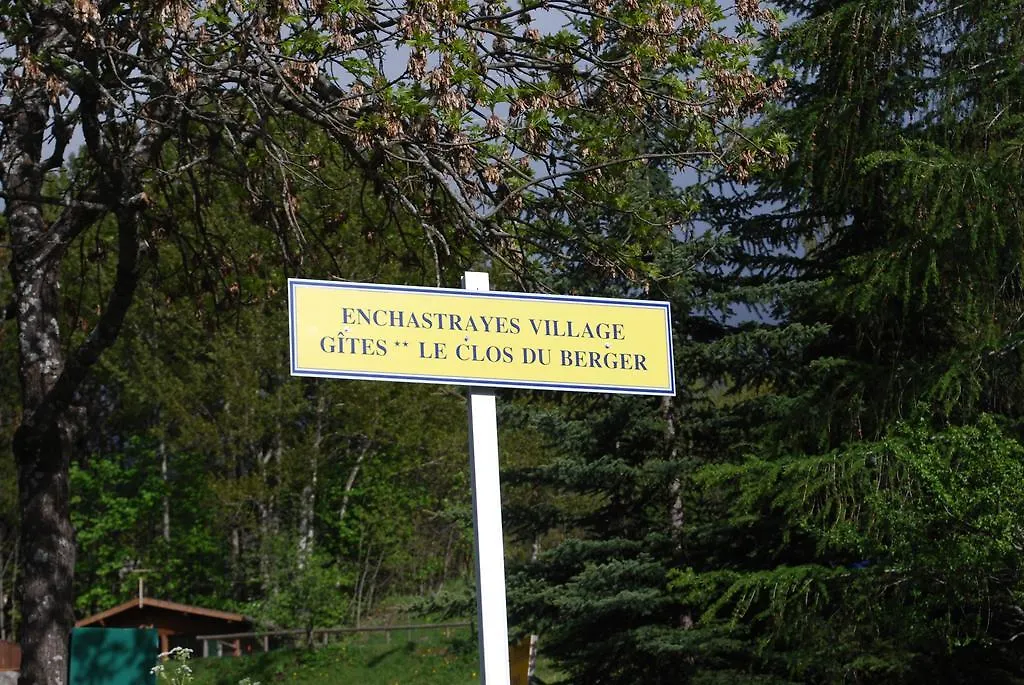 ENCHASTRAYES VILLAGE
GÎTES ** LE CLOS DU BERGER